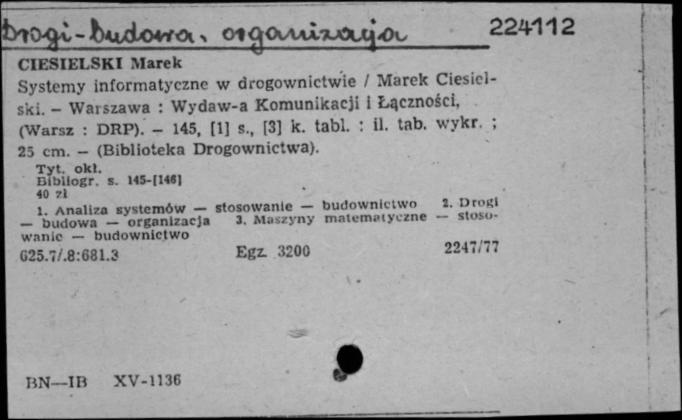 Drogi-budowa. organizacja
224112
CIESIELSKI Marek
Systemy informatyczne w drogownictwie / Marek Ciesiel-
ski. — Warszawa : Wydaw-a Komunikacji i Łączności,
(Warsz : DRP). — 145, [1] s., [3] k. tabl. : il. tab. wykr. ;
25 cm. — (Biblioteka Drogownictwa).
Tyt. okł.
Bibliogr. s. 145-[146]
40 zł
1. Analiza systemów — stosowanie — budownictwo 2. Drogi
— budowa — organizacja 3. Maszyny matematyczne — stoso-
wanie — budownictwo
625.7/.8:681.3 Egz. 3200 2247/77
BN—IB XV-1136